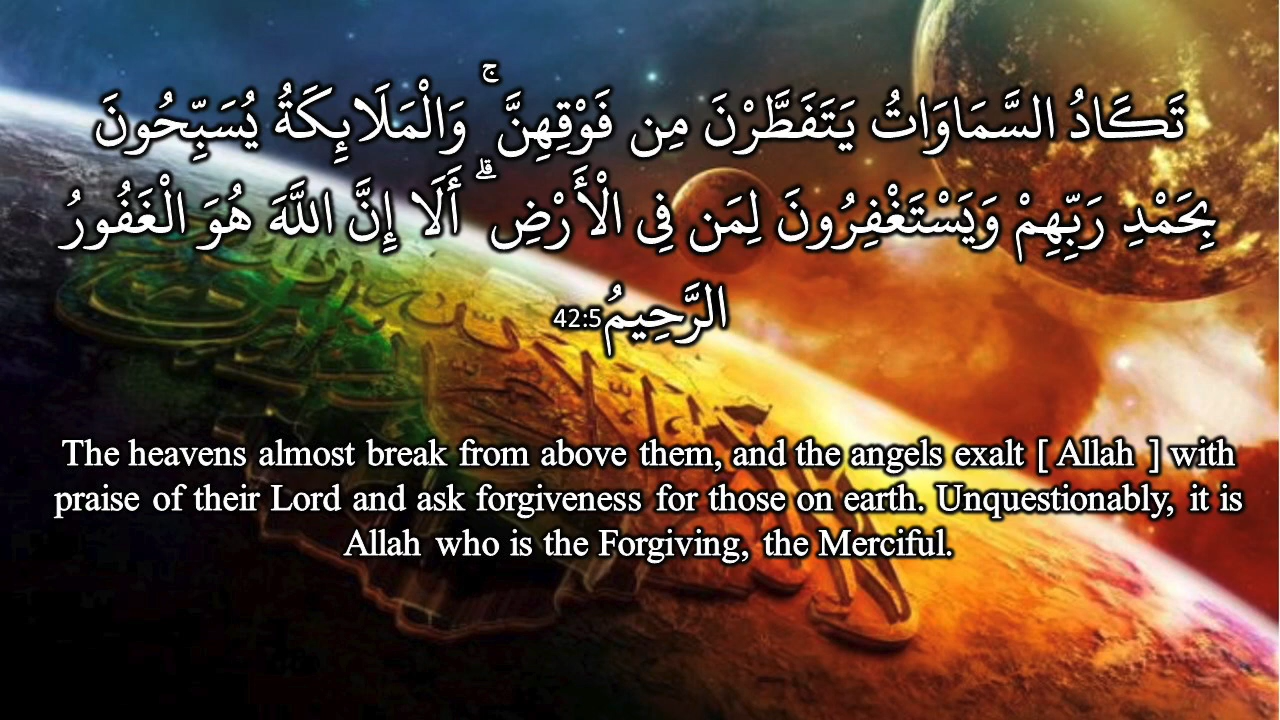 تَكَادُ السَّمَاوَاتُ يَتَفَطَّرْنَ مِن فَوْقِهِنَّ ۚ وَالْمَلَائِكَةُ يُسَبِّحُونَ
بِحَمْدِ رَبِّهِمْ وَيَسْتَغْفِرُونَ لِمَن فِي الْأَرْضِ ۗ أَلَا إِنَّ اللَّهَ هُوَ الْغَفُورُ
الرَّحِيمُ42:5
The heavens almost break from above them, and the angels exalt [ Allah ] with
praise of their Lord and ask forgiveness for those on earth. Unquestionably, it is
Allah who is the Forgiving, the Merciful.